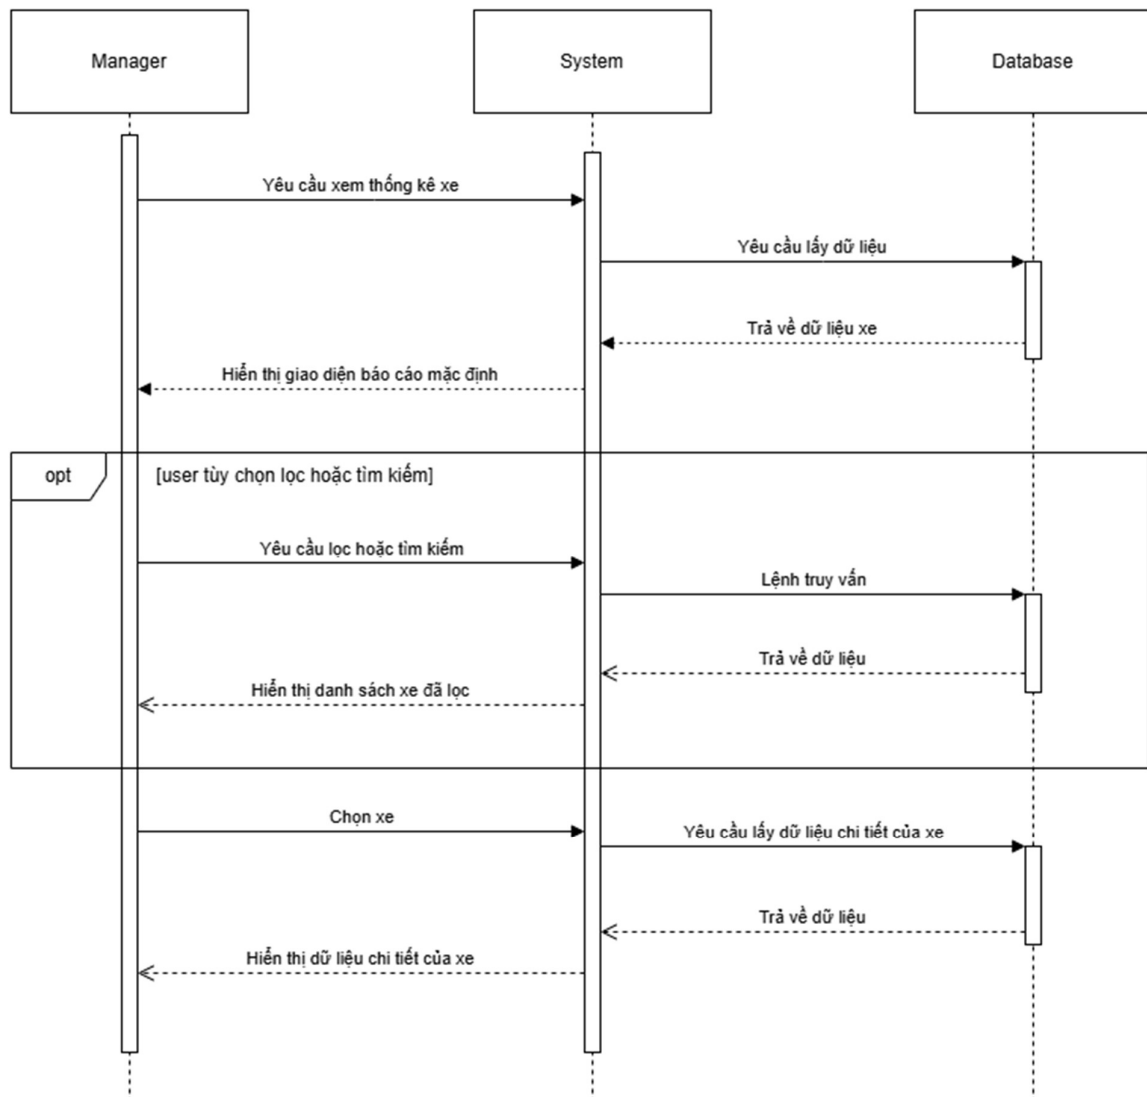 Manager
System
Database
Yêu cầu xem thống kê xe
Yêu cầu lấy dữ liệu
Trả về dữ liệu xe
Hiển thị giao diện báo cáo mặc định
opt
[user tùy chọn lọc hoặc tìm kiếm]
Yêu cầu lọc hoặc tìm kiếm
Lệnh truy vấn
Trả về dữ liệu
Hiển thị danh sách xe đã lọc
Chọn xe
Yêu cầu lấy dữ liệu chi tiết của xe
Trả về dữ liệu
Hiển thị dữ liệu chi tiết của xe